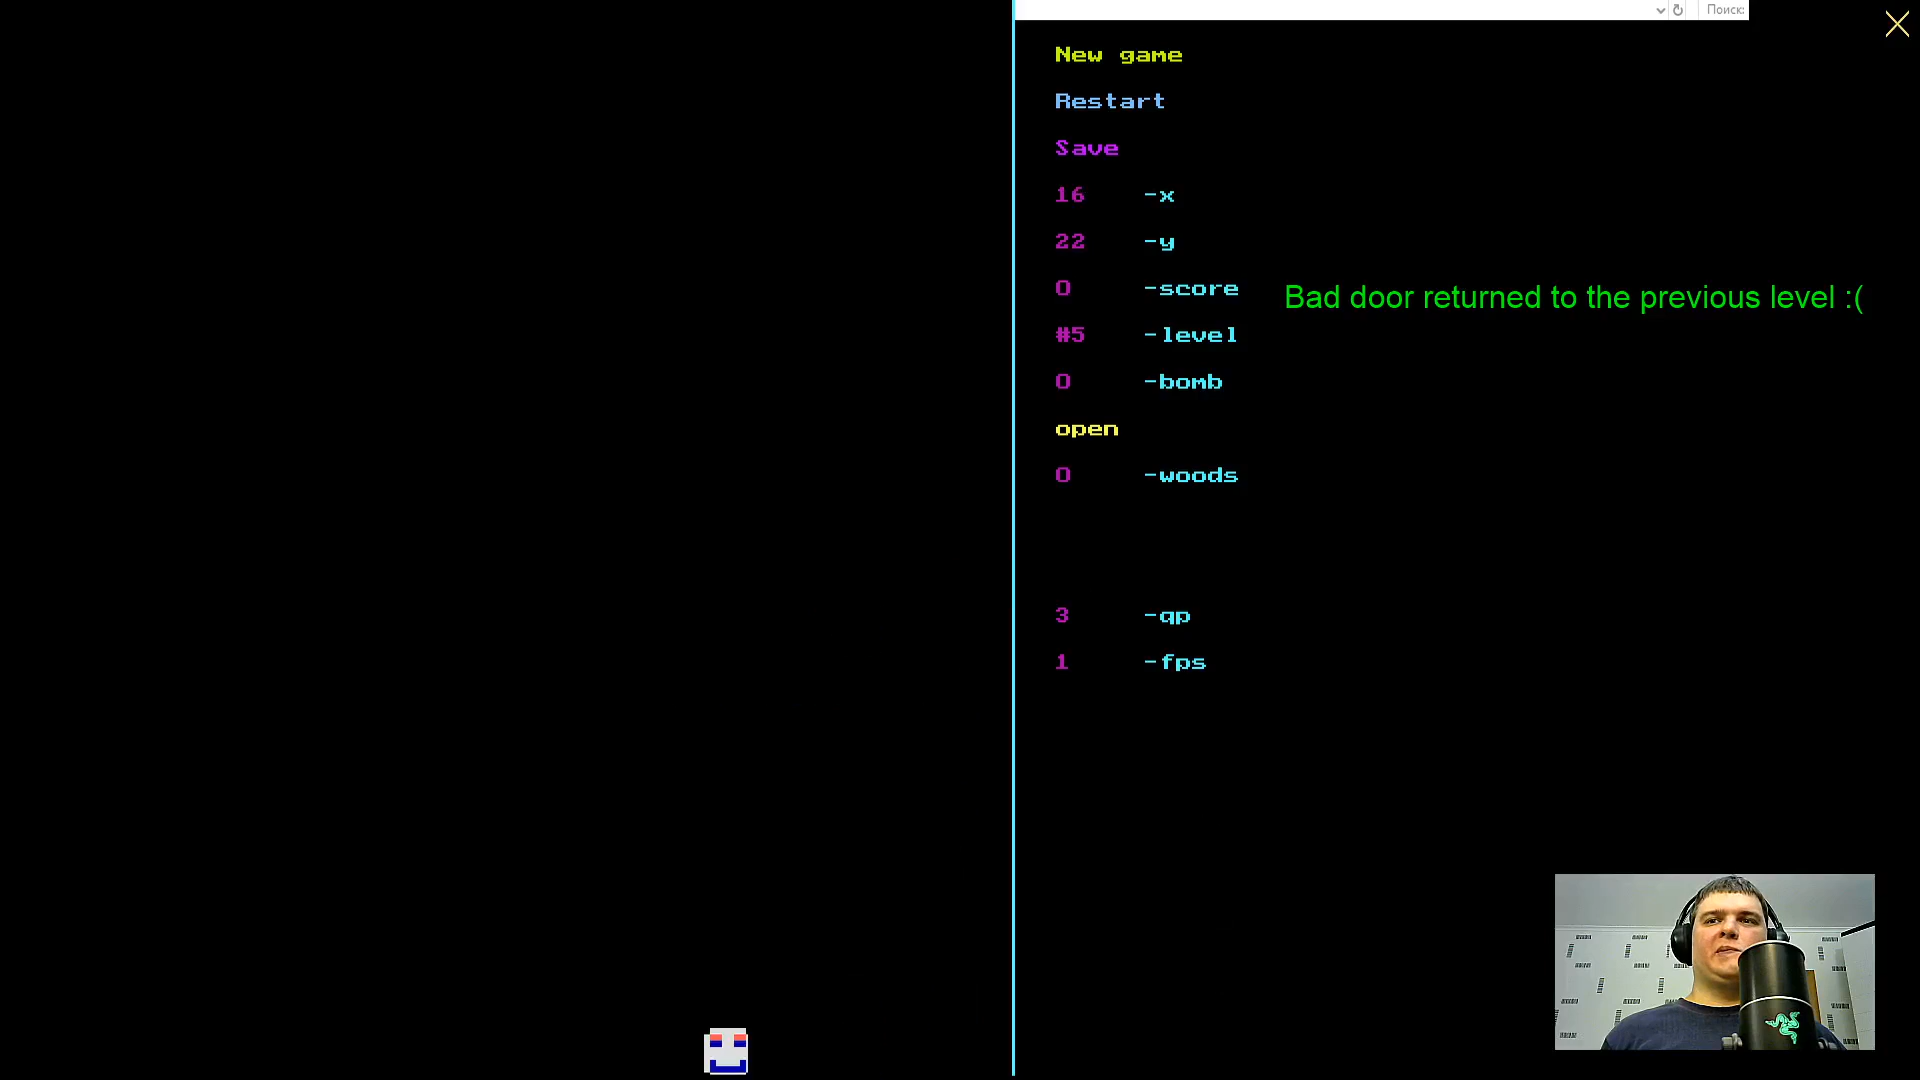 Поиск:
New game
Restart
Save
16 -x
22 -y
0 -score
Bad door returned to the previous level :(
#5 -level
0 -bomb
open
0 -woods
3 -qp
1 -fps